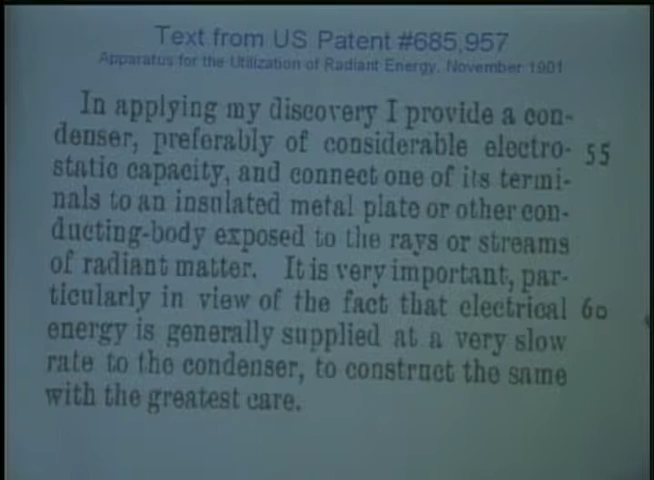 Text from US Patent #685,957
Apparatus for the Utilization of Radiant Energy, November 1901
In applying my discovery I provide a con-
denser, preferably of considerable electro- 55
static capacity, and connect one of its termi-
nals to an insulated metal plate or other con-
ducting-body exposed to the rays or streams
of radiant matter. It is very important, par-
ticularly in view of the fact that electrical 60
energy is generally supplied at a very slow
rate to the condenser, to construct the same
with the greatest care.